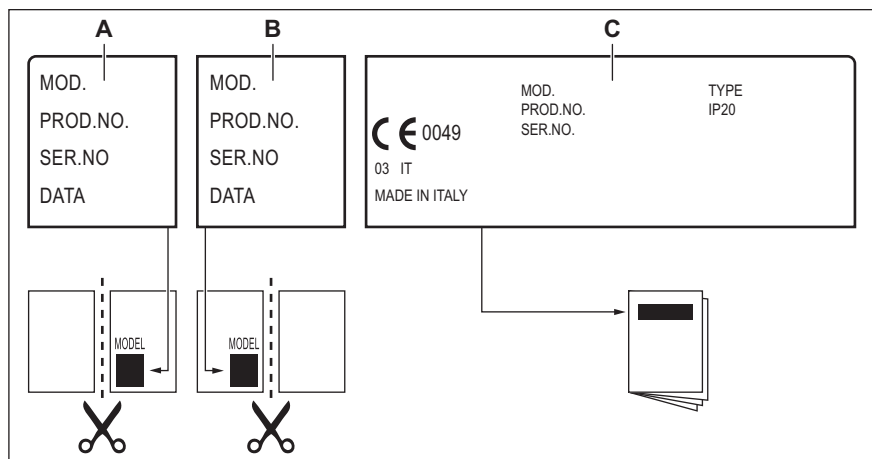 A
B
C
MOD.
PROD.NO.
SER.NO
DATA
MOD.
PROD.NO.
SER.NO
DATA
MOD.
TYPE
PROD.NO.
IP20
SER.NO.
CE 0049
03 IT
MADE IN ITALY
MODEL
MODEL